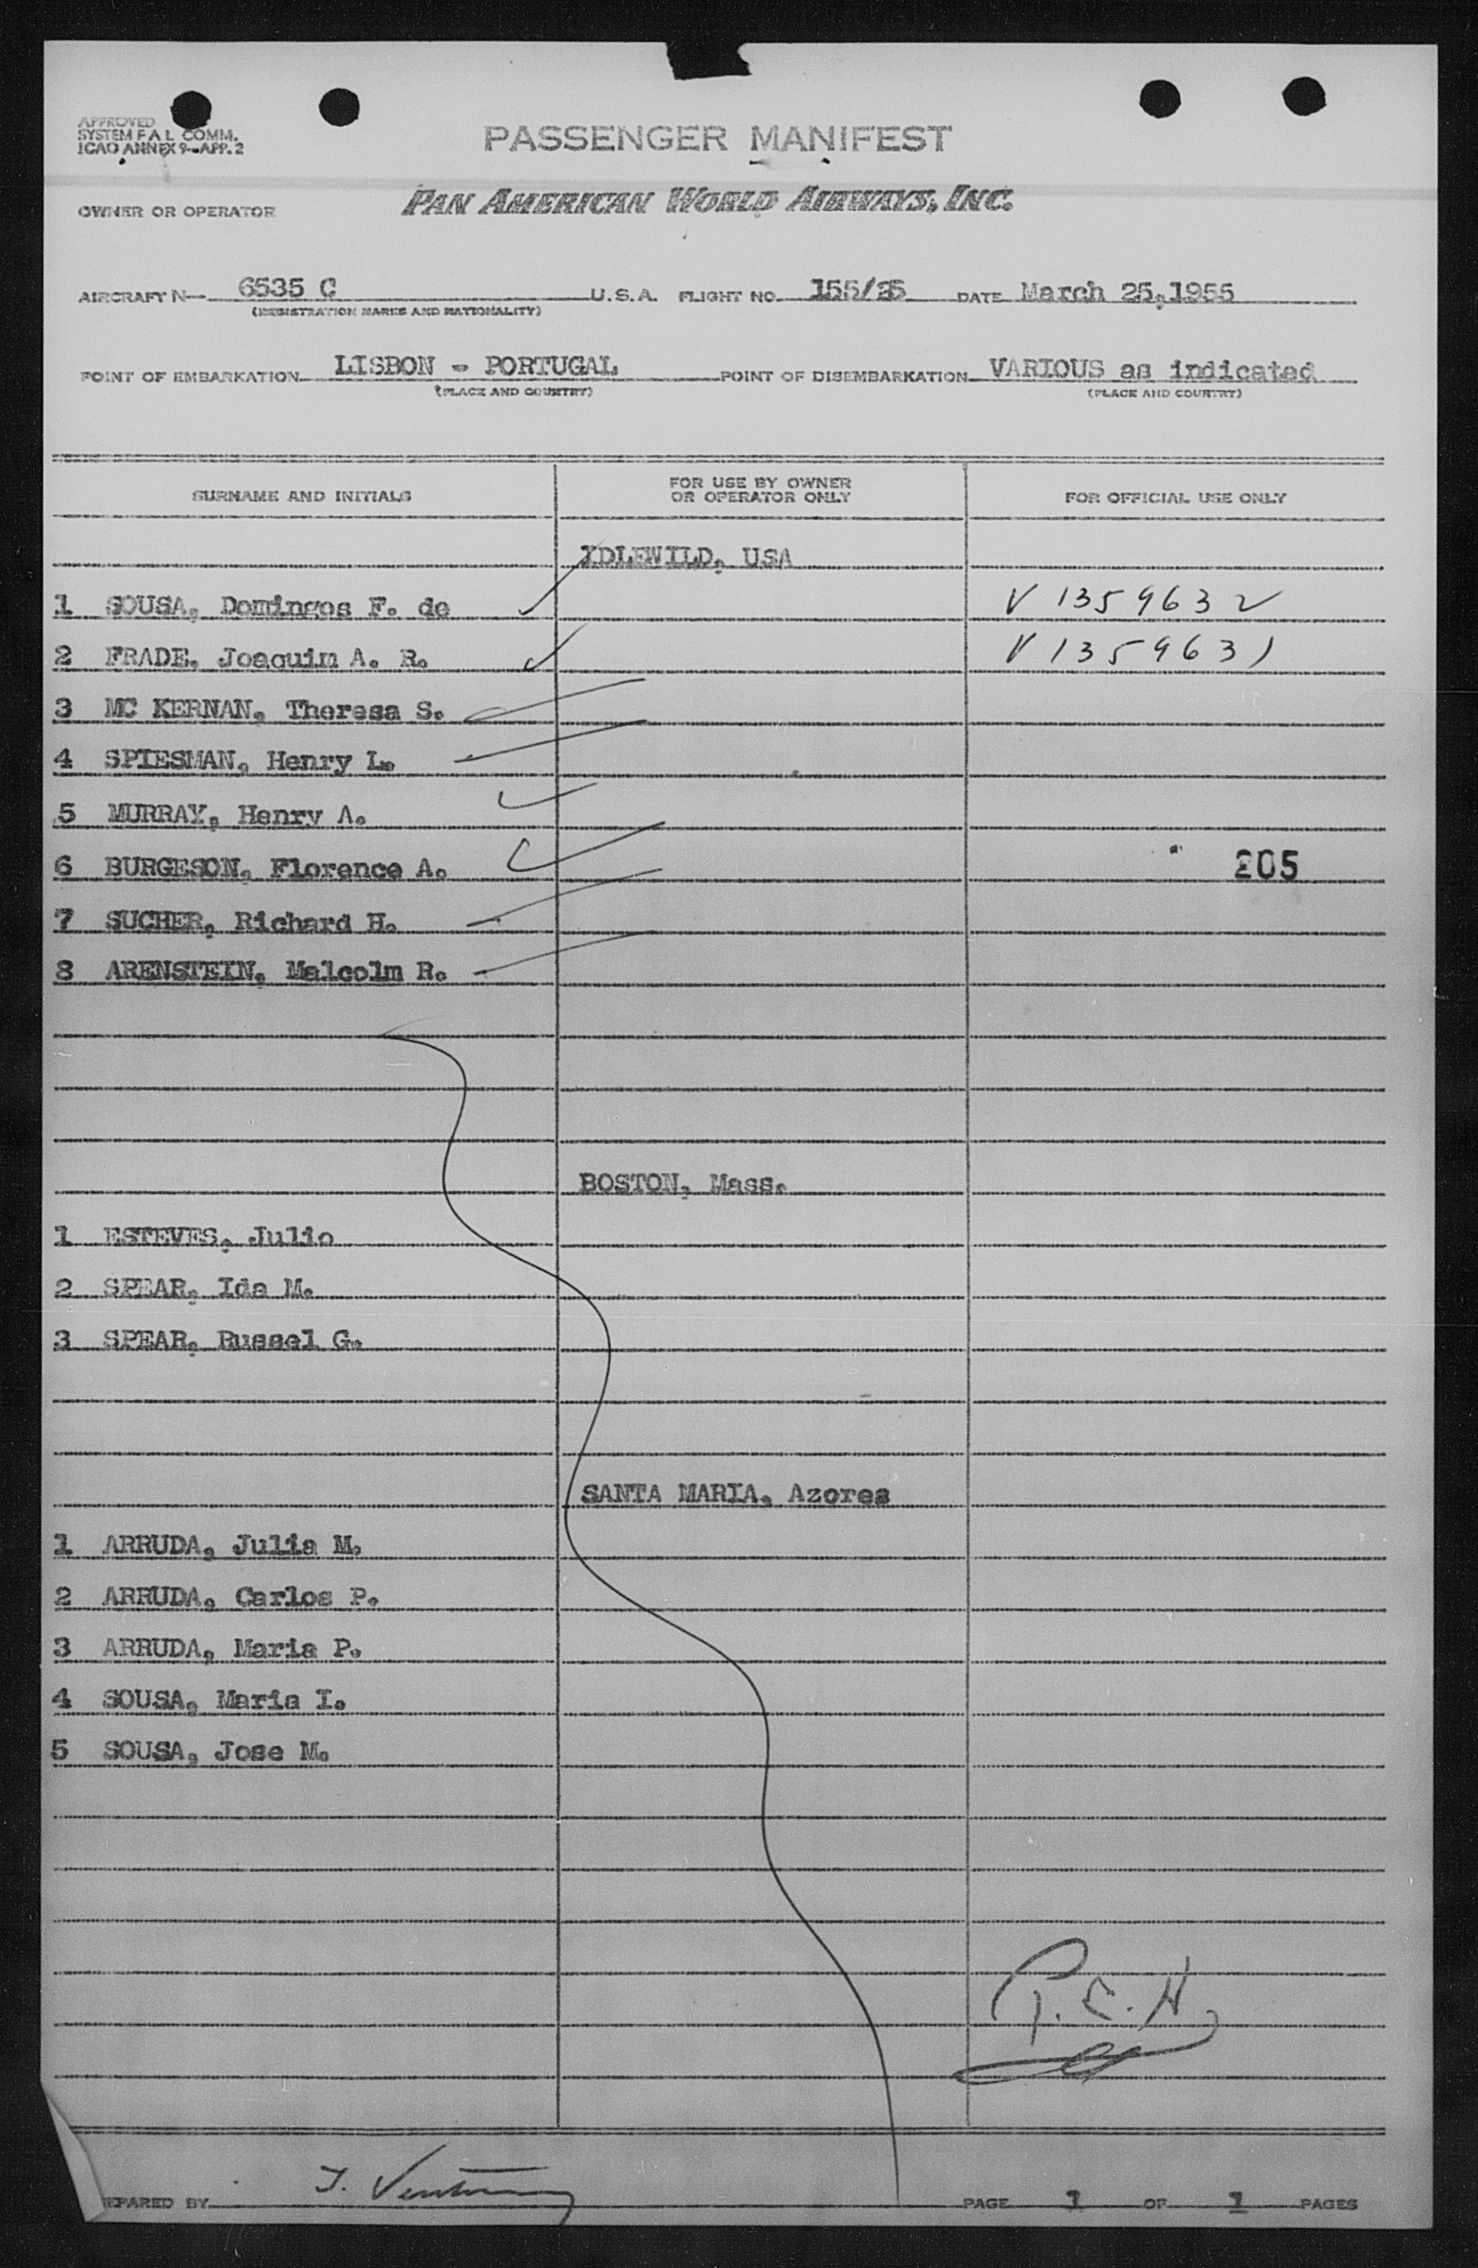 APPROVED
SYSTEM F A L COMM.
ICAO ANNEX 9-APP. 2
PASSENGER MANIFEST
OWNER OR OPERATOR PAN AMERICAN WORLD AIRWAYS, INC.
AIRCRAFT N— 6535 C U.S.A. FLIGHT NO. 155/25 DATE March 25, 1955
(REGISTRATION MARKS AND NATIONALITY)
POINT OF EMBARKATION LISBON - PORTUGAL POINT OF DISEMBARKATION VARIOUS as indicated
(PLACE AND COUNTRY) (PLACE AND COUNTRY)
SURNAME AND INITIALS FOR USE BY OWNER OR OPERATOR ONLY FOR OFFICIAL USE ONLY
IDLEWILD, USA
1 SOUSA, Domingos F. de V 1359632
2 FRADE, Joaquim A. R. V 1359631
3 MC KERNAN, Theresa S.
4 SPIESMAN, Henry L.
5 MURRAY, Henry A.
6 BURGESON, Florence A. 205
7 SUCHER, Richard H.
8 ARENSTEIN, Malcolm R.
BOSTON, Mass.
1 ESTEVES, Julio
2 SPEAR, Ida M.
3 SPEAR, Russel G.
SANTA MARIA, Azores
1 ARRUDA, Julia M.
2 ARRUDA, Carlos P.
3 ARRUDA, Maria P.
4 SOUSA, Maria I.
5 SOUSA, Jose M.
EPARED BY PAGE 1 OF 1 PAGES